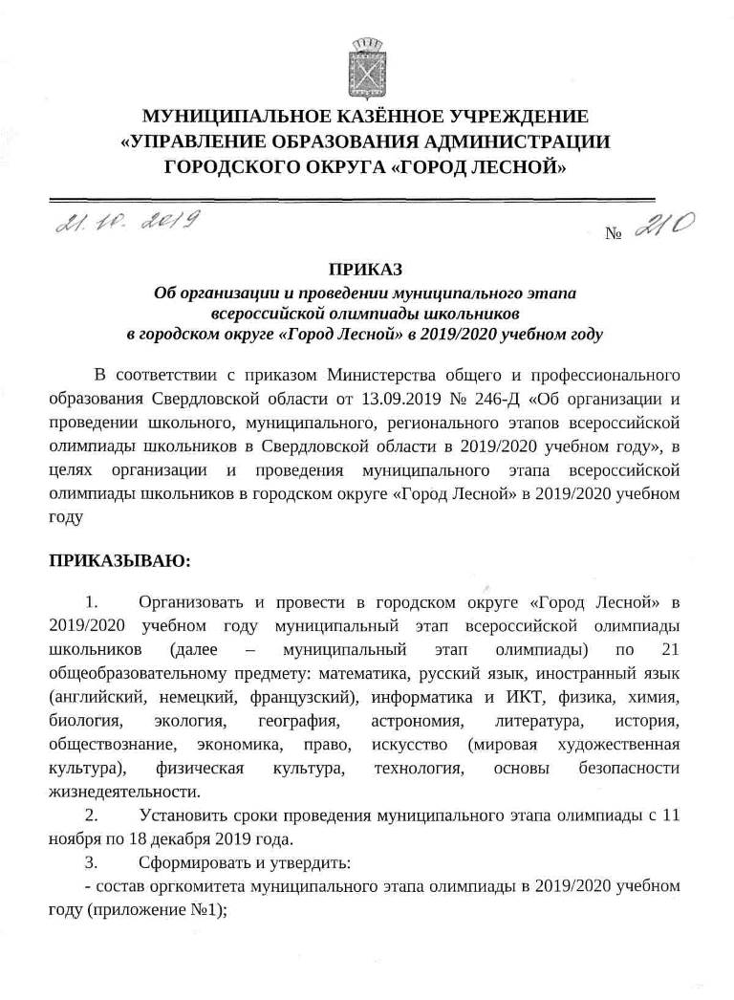 МУНИЦИПАЛЬНОЕ КАЗЁННОЕ УЧРЕЖДЕНИЕ
«УПРАВЛЕНИЕ ОБРАЗОВАНИЯ АДМИНИСТРАЦИИ
ГОРОДСКОГО ОКРУГА «ГОРОД ЛЕСНОЙ»
21.10.2019
№ 210
ПРИКАЗ
Об организации и проведении муниципального этапа
всероссийской олимпиады школьников
в городском округе «Город Лесной» в 2019/2020 учебном году
В соответствии с приказом Министерства общего и профессионального
образования Свердловской области от 13.09.2019 № 246-Д «Об организации и
проведении школьного, муниципального, регионального этапов всероссийской
олимпиады школьников в Свердловской области в 2019/2020 учебном году», в
целях организации и проведения муниципального этапа всероссийской
олимпиады школьников в городском округе «Город Лесной» в 2019/2020 учебном
году
ПРИКАЗЫВАЮ:
1. Организовать и провести в городском округе «Город Лесной» в
2019/2020 учебном году муниципальный этап всероссийской олимпиады
школьников (далее – муниципальный этап олимпиады) по 21
общеобразовательному предмету: математика, русский язык, иностранный язык
(английский, немецкий, французский), информатика и ИКТ, физика, химия,
биология, экология, география, астрономия, литература, история,
обществознание, экономика, право, искусство (мировая художественная
культура), физическая культура, технология, основы безопасности
жизнедеятельности.
2. Установить сроки проведения муниципального этапа олимпиады с 11
ноября по 18 декабря 2019 года.
3. Сформировать и утвердить:
- состав оргкомитета муниципального этапа олимпиады в 2019/2020 учебном
году (приложение №1);